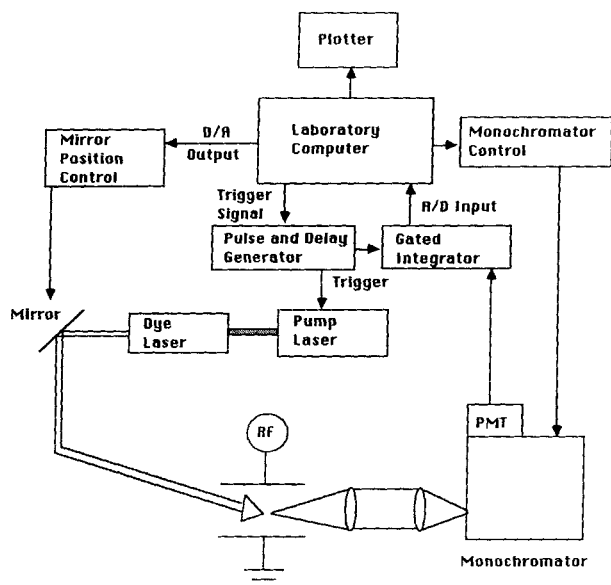 Plotter
Laboratory
Computer
D/A
Output
Mirror
Position
Control
Monochromator
Control
Trigger
Signal
R/D Input
Pulse and Delay
Generator
Gated
Integrator
Trigger
Mirror
Dye
Laser
Pump
Laser
PMT
RF
Monochromator